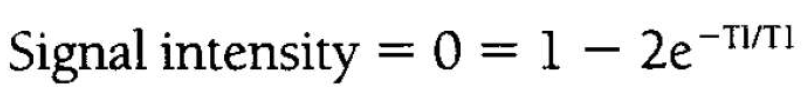 Signal intensity = 0 = 1 − 2e^−TI/T1